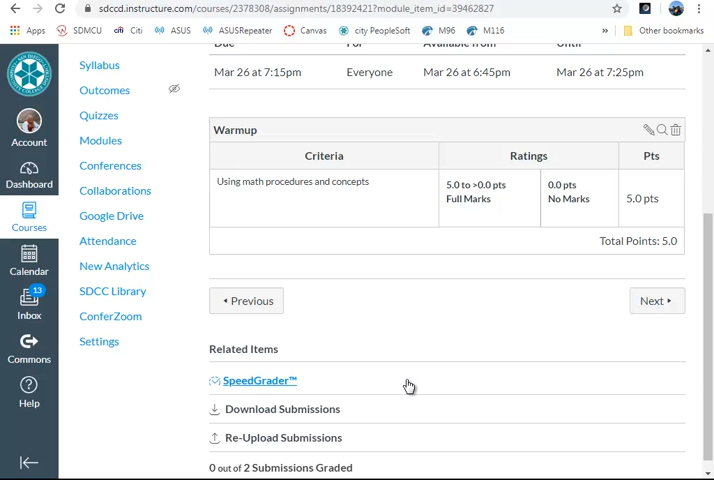 sdccd.instructure.com/courses/2378308/assignments/18392421?module_item_id=39462827
Apps SDMCU Citi ASUS ASUSRepeater Canvas city PeopleSoft M96 M116 » Other bookmarks
Due For Available from Until
Mar 26 at 7:15pm Everyone Mar 26 at 6:45pm Mar 26 at 7:25pm
Account
Dashboard
Courses
Calendar
13
Inbox
Commons
Help
Syllabus
Outcomes
Quizzes
Modules
Conferences
Collaborations
Google Drive
Attendance
New Analytics
SDCC Library
ConferZoom
Settings
Warmup
Criteria Ratings Pts
Using math procedures and concepts
5.0 to >0.0 pts
Full Marks
0.0 pts
No Marks
5.0 pts
Total Points: 5.0
Previous
Next
Related Items
SpeedGrader™
Download Submissions
Re-Upload Submissions
0 out of 2 Submissions Graded